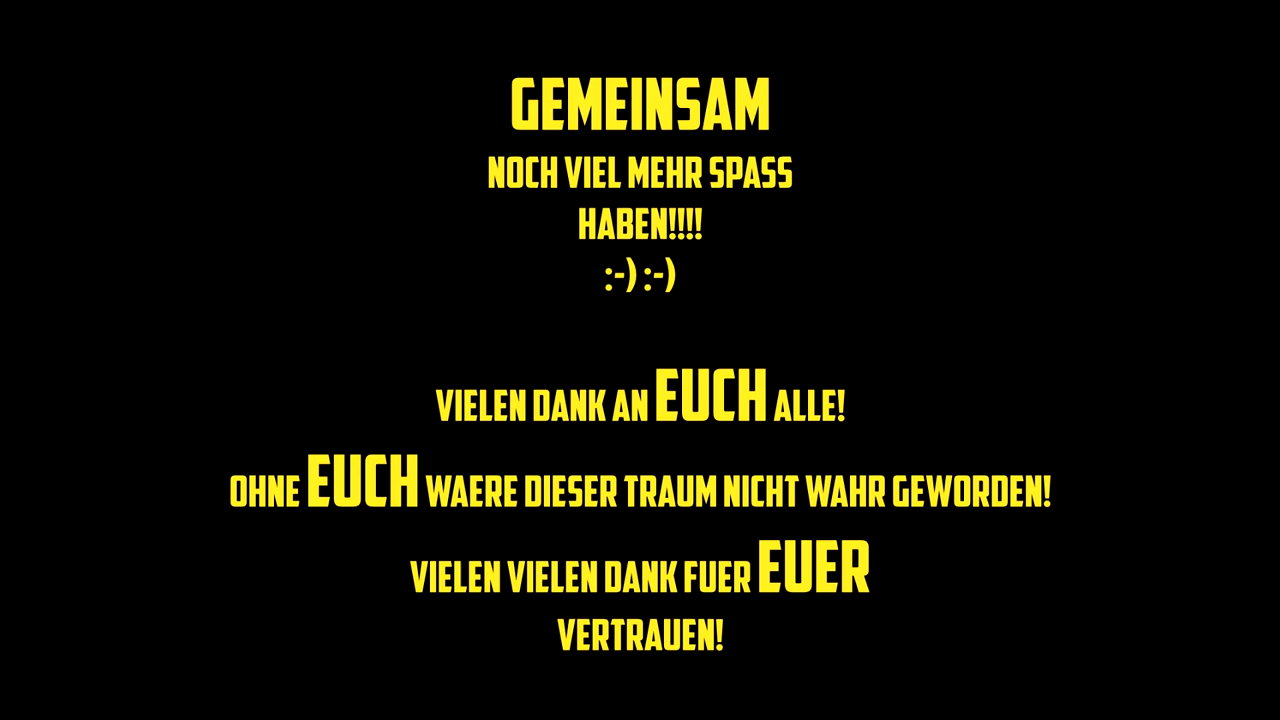 GEMEINSAM
NOCH VIEL MEHR SPASS
HABEN!!!!
:-) :-)
VIELEN DANK AN EUCH ALLE!
OHNE EUCH WAERE DIESER TRAUM NICHT WAHR GEWORDEN!
VIELEN VIELEN DANK FUER EUER
VERTRAUEN!